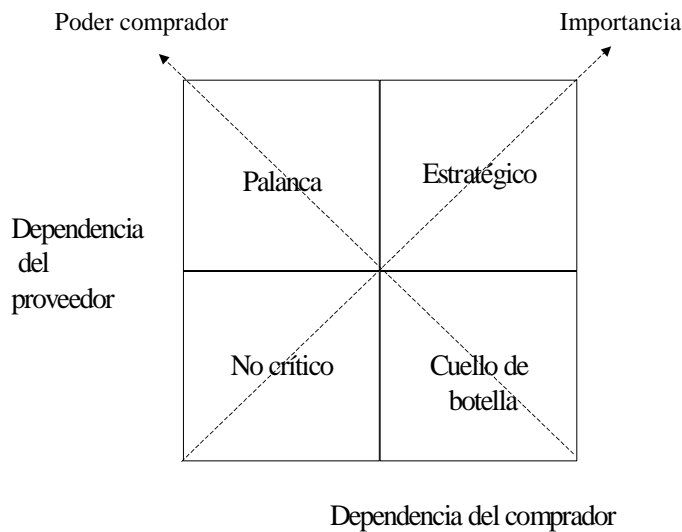 Poder comprador
Importancia
Palanca
Estratégico
Dependencia
del
proveedor
No crítico
Cuello de
botella
Dependencia del comprador